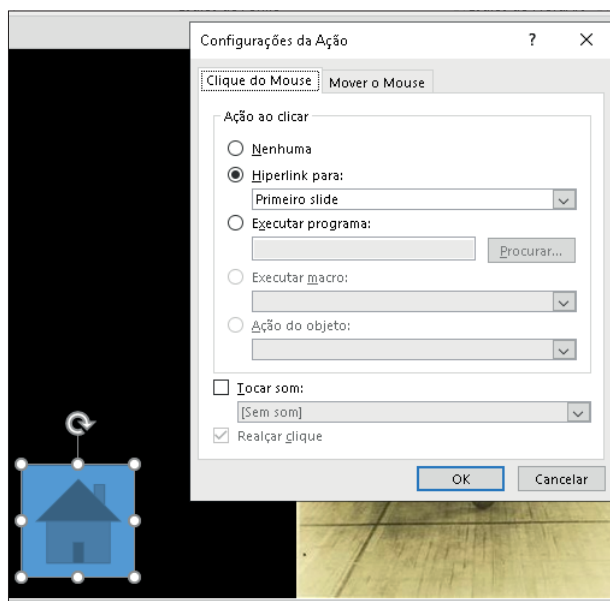 Configurações da Ação
Clique do Mouse
Mover o Mouse
Ação ao clicar
Nenhuma
Hiperlink para:
Primeiro slide
Executar programa:
Procurar...
Executar macro:
Ação do objeto:
Tocar som:
[Sem som]
Realçar clique
OK
Cancelar